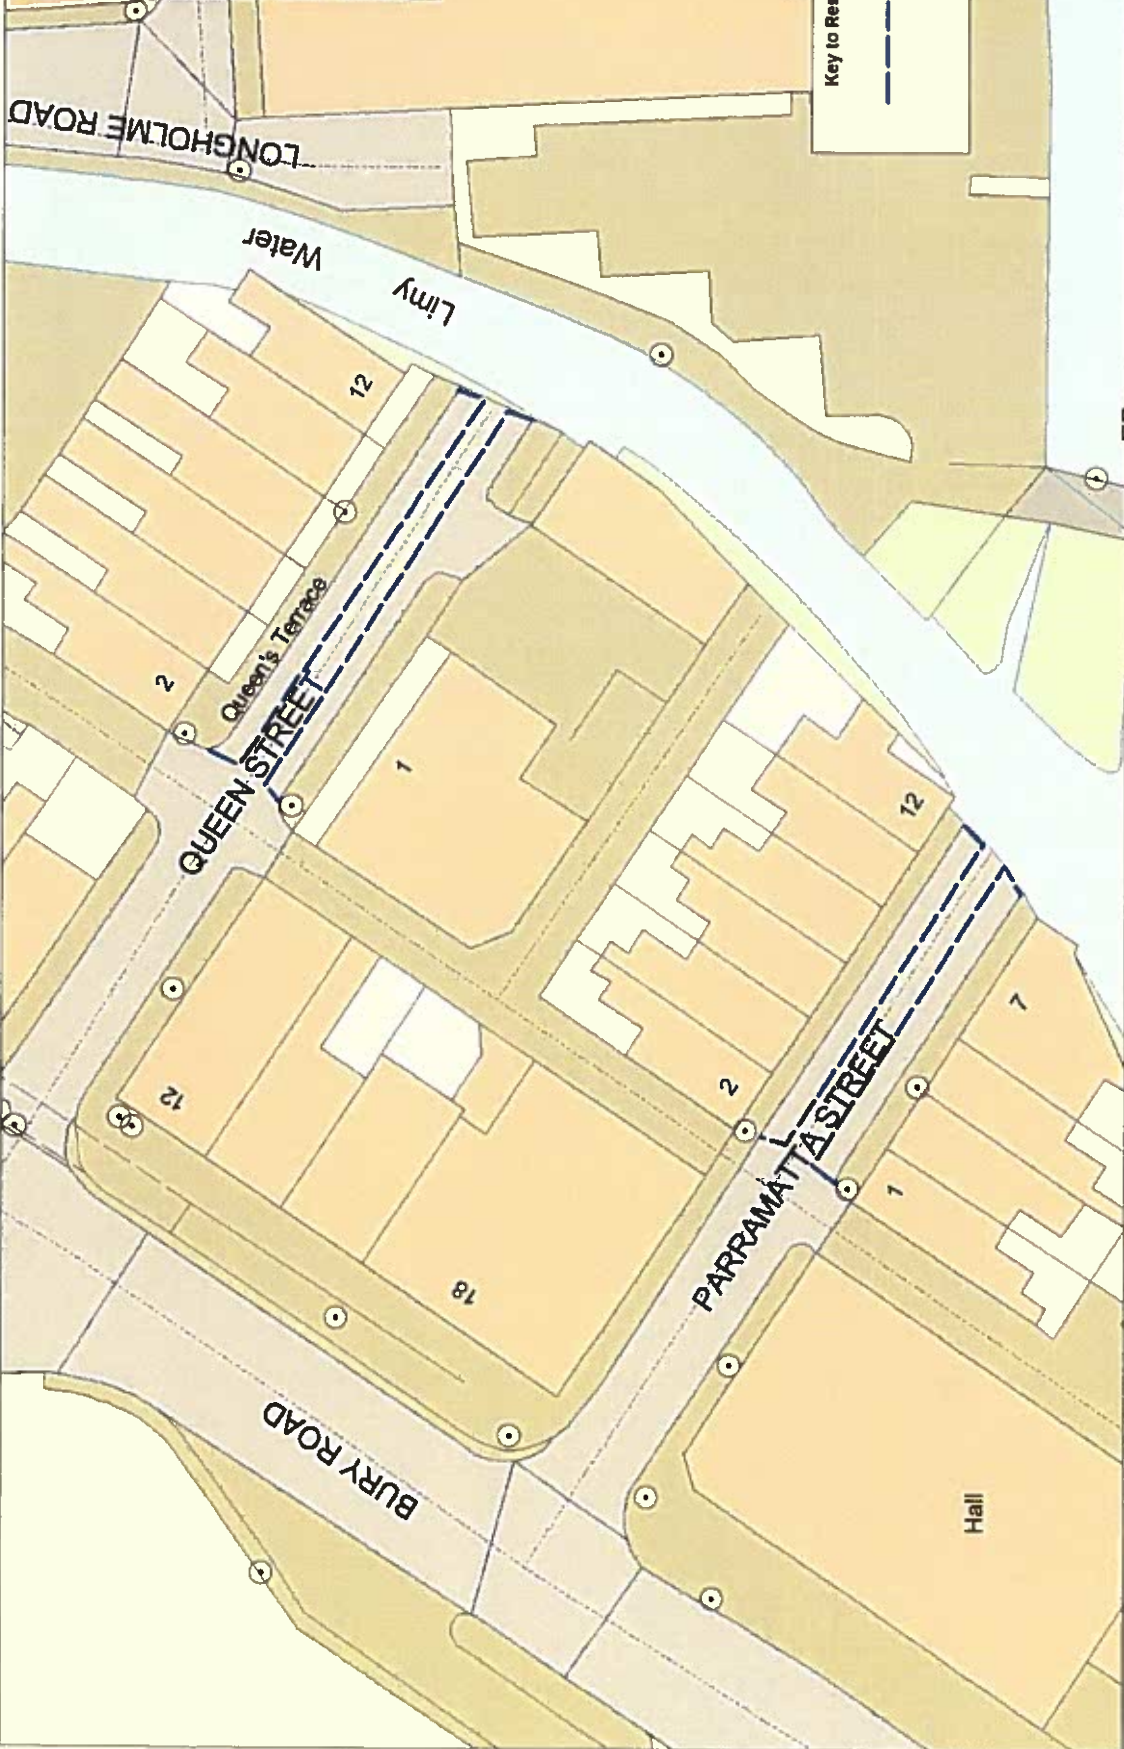 LONGHOLME ROAD
Key to Res
Limy
Water
12
2
Queen's Terrace
QUEEN STREET
1
12
12
2
7
PARRAMATTA STREET
1
18
BURY ROAD
Hall